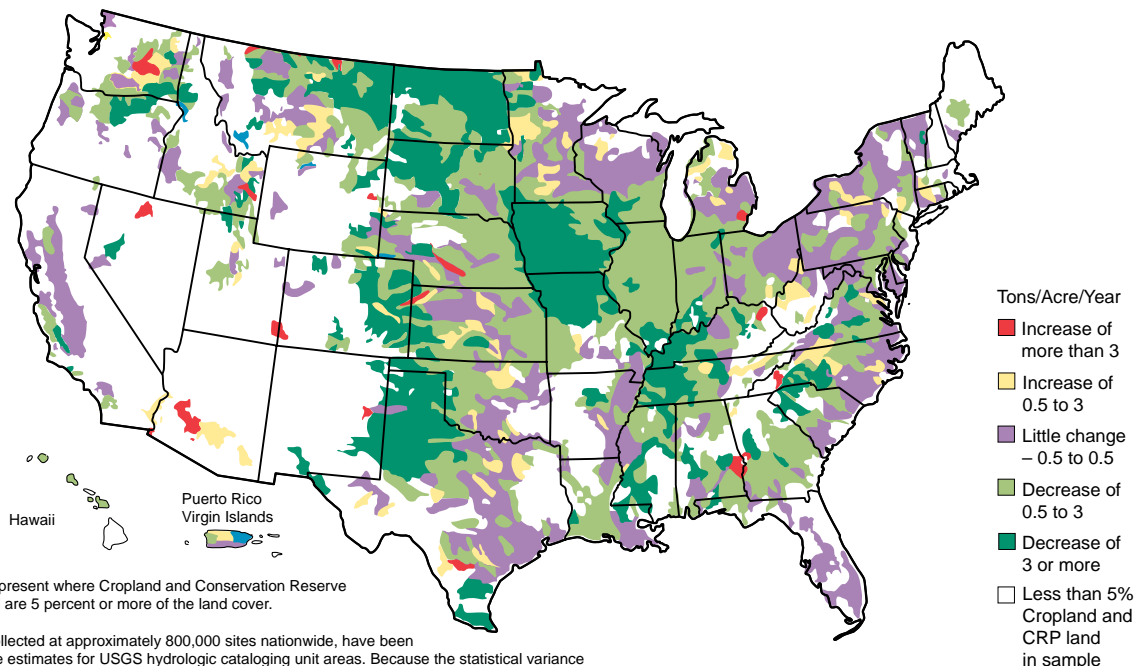 Tons/Acre/Year
Increase of
more than 3
Increase of
0.5 to 3
Little change
– 0.5 to 0.5
Decrease of
0.5 to 3
Decrease of
3 or more
Less than 5%
Cropland and
CRP land
in sample
Hawaii
Puerto Rico
Virgin Islands
present where Cropland and Conservation Reserve
are 5 percent or more of the land cover.
at approximately 800,000 sites nationwide, have been
estimates for USGS hydrologic cataloging unit areas. Because the statistical variance